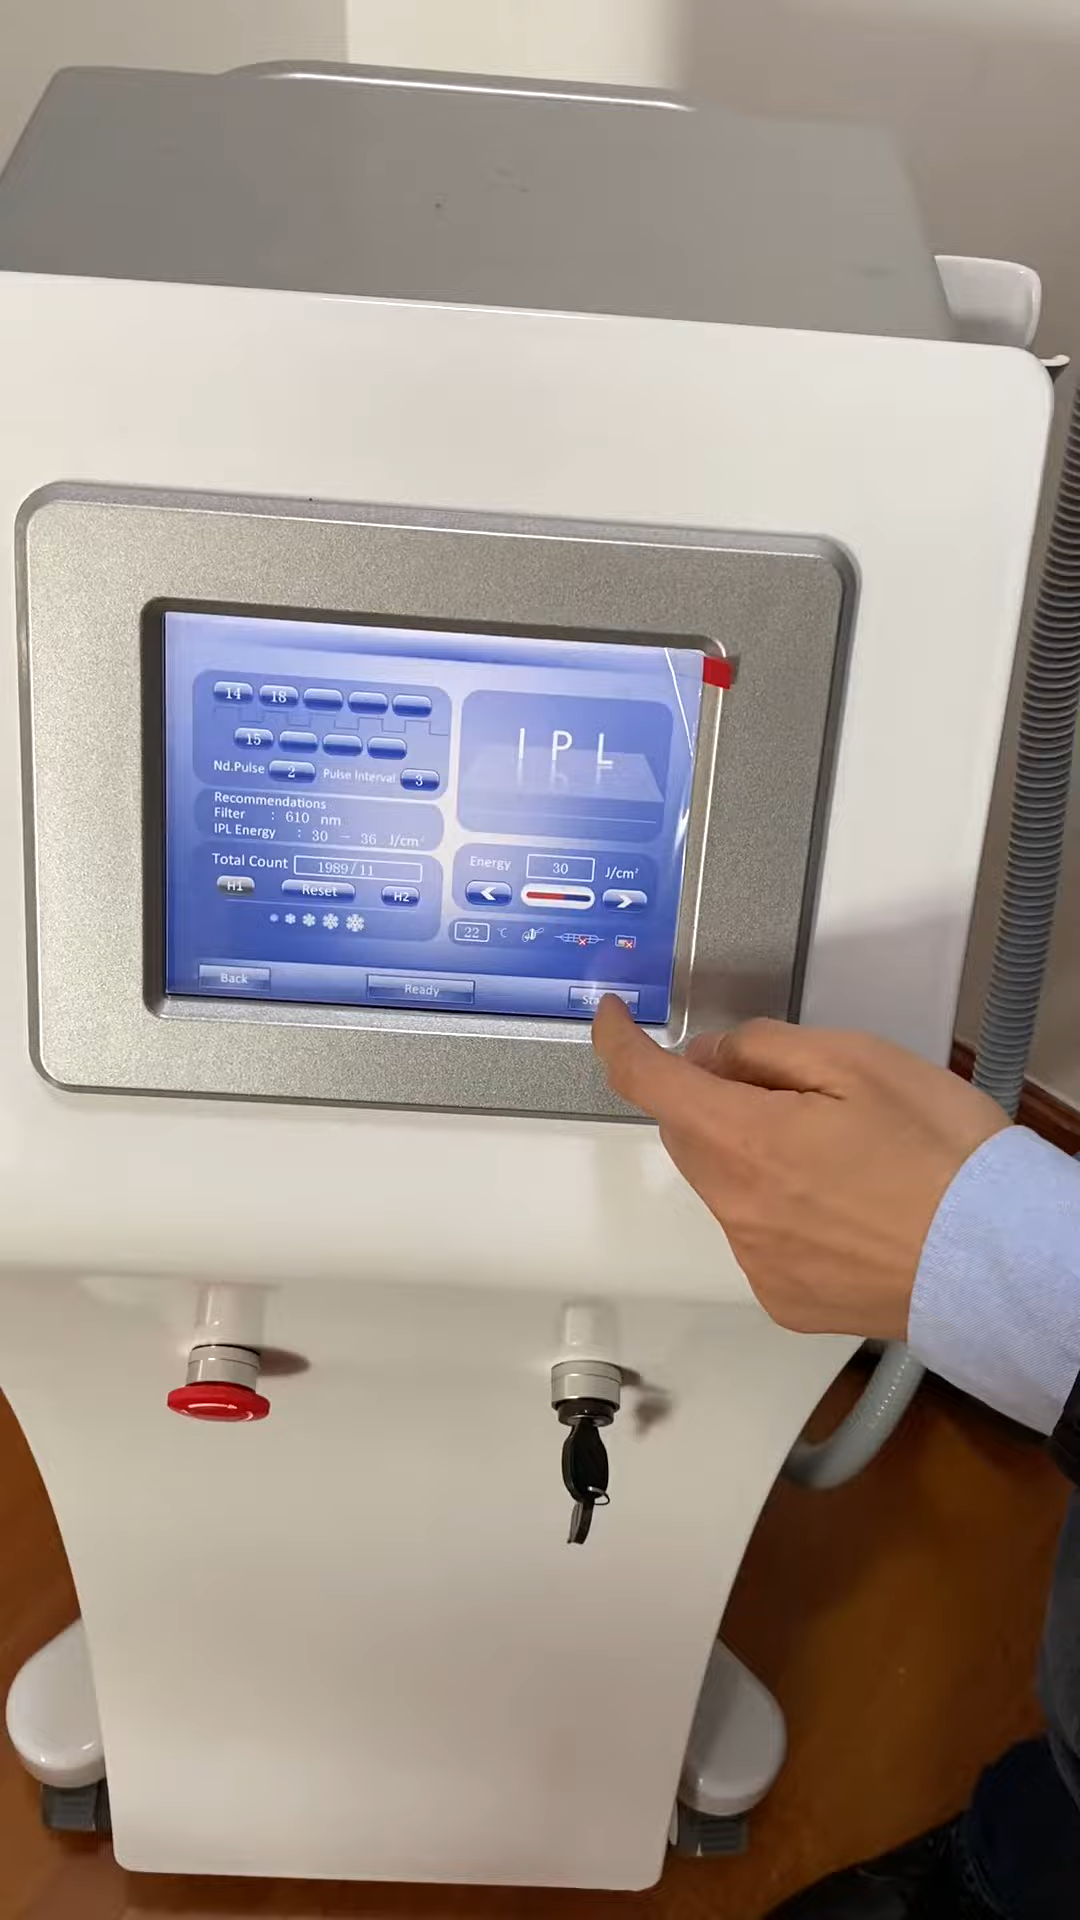 14 18
15
Nd.Pulse 2 Pulse Interval 3
Recommendations
Filter : 610 nm
IPL Energy : 30 - 36 J/cm²
Total Count 1989/11
H1 Reset H2
IPL
Energy 30 J/cm²
22 ℃
Back Ready